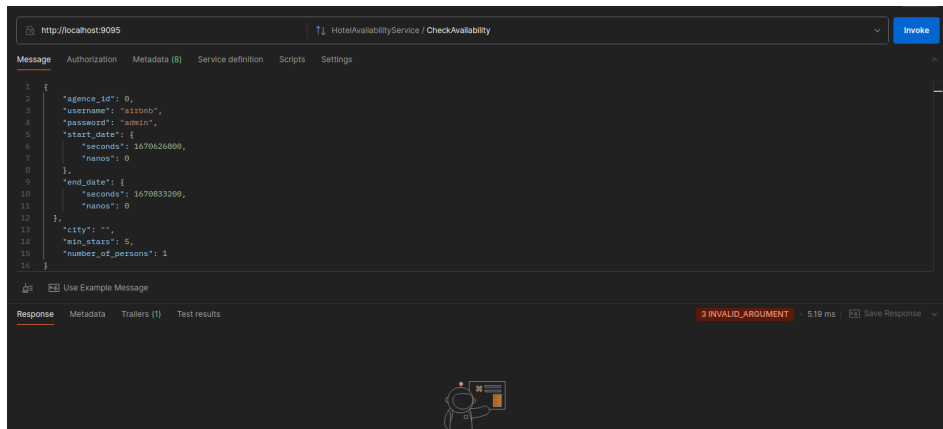 http://localhost:9095 HotelAvailabilityService / CheckAvailability Invoke
Message Authorization Metadata (8) Service definition Scripts Settings
1 {
2 "agence_id": 0,
3 "username": "airbnb",
4 "password": "admin",
5 "start_date": {
6 "seconds": 1670626800,
7 "nanos": 0
8 },
9 "end_date": {
10 "seconds": 1670833200,
11 "nanos": 0
12 },
13 "city": "",
14 "min_stars": 5,
15 "number_of_persons": 1
16 }
Use Example Message
Response Metadata Trailers (1) Test results 3 INVALID_ARGUMENT 5.19 ms Save Response